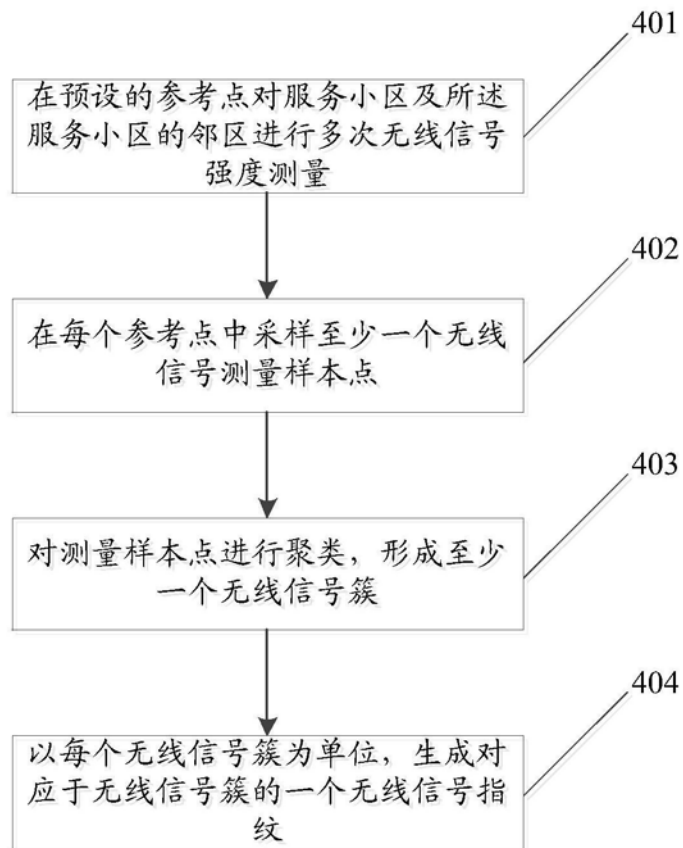 401
在预设的参考点对服务小区及所述
服务小区的邻区进行多次无线信号
强度测量
402
在每个参考点中采样至少一个无线
信号测量样本点
403
对测量样本点进行聚类，形成至少
一个无线信号簇
404
以每个无线信号簇为单位，生成对
应于无线信号簇的一个无线信号指
纹